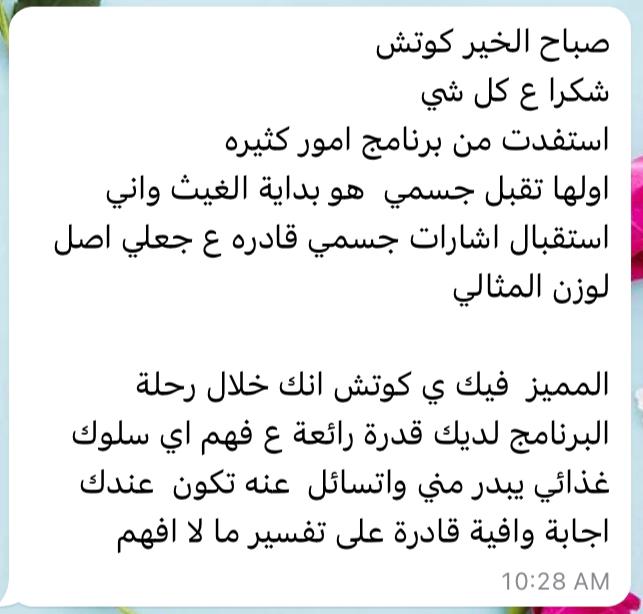 صباح الخير كوتش
شكرا ع كل شي
استفدت من برنامج امور كثيره
اولها تقبل جسمي هو بداية الغيث واني
استقبال اشارات جسمي قادره ع جعلي اصل
لوزن المثالي
المميز فيك ي كوتش انك خلال رحلة
البرنامج لديك قدرة رائعة ع فهم اي سلوك
غذائي يبدر مني واتسائل عنه تكون عندك
اجابة وافية قادرة على تفسير ما لا افهم
10:28 AM